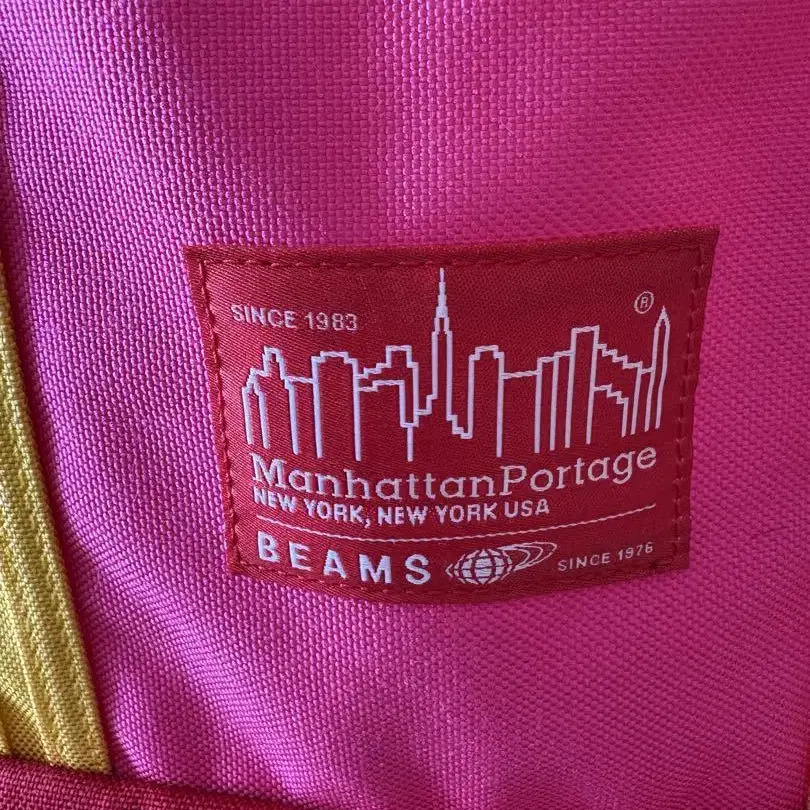 SINCE 1983 ®
ManhattanPortage
NEW YORK, NEW YORK USA
BEAMS SINCE 1976